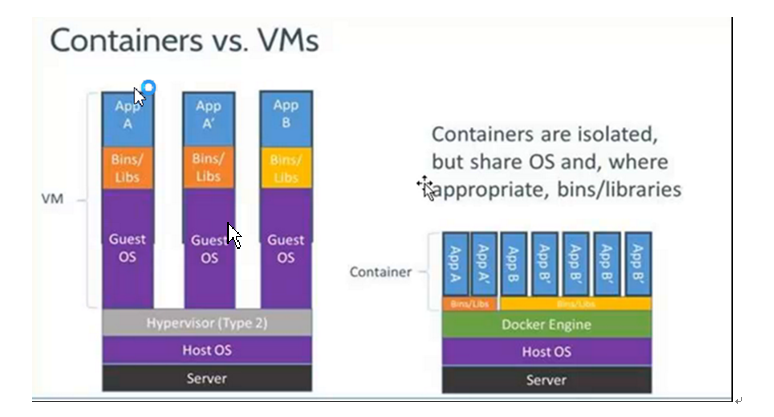 Containers vs. VMs
App
A
App
A'
App
B
Bins/
Libs
Bins/
Libs
Bins/
Libs
VM
Guest
OS
Guest
OS
Guest
OS
Hypervisor (Type 2)
Host OS
Server
Containers are isolated,
but share OS and, where
appropriate, bins/libraries
Container
App A
App A'
App B
App B'
App B'
App B'
App B'
Bins/Libs
Bins/Libs
Docker Engine
Host OS
Server